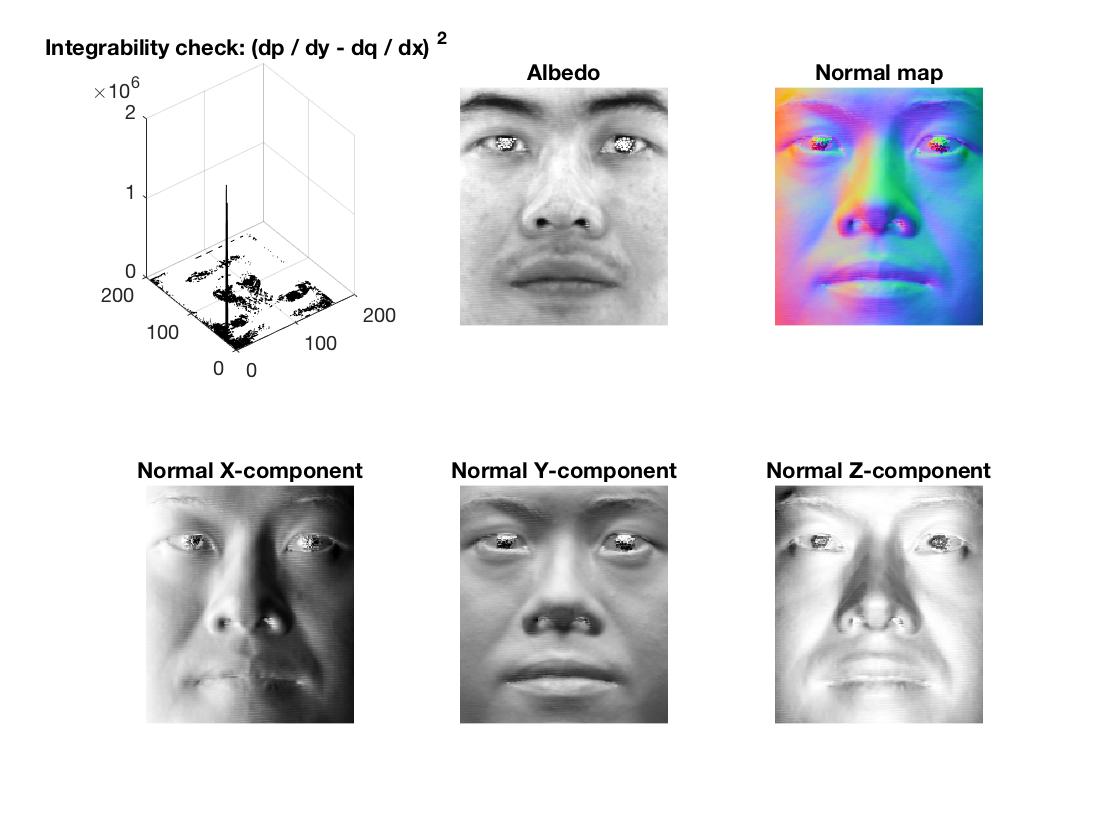 Integrability check: (dp / dy - dq / dx) 2
Albedo
Normal map
×10^6
2
1
0
200
100
0
0
100
200
Normal X-component
Normal Y-component
Normal Z-component